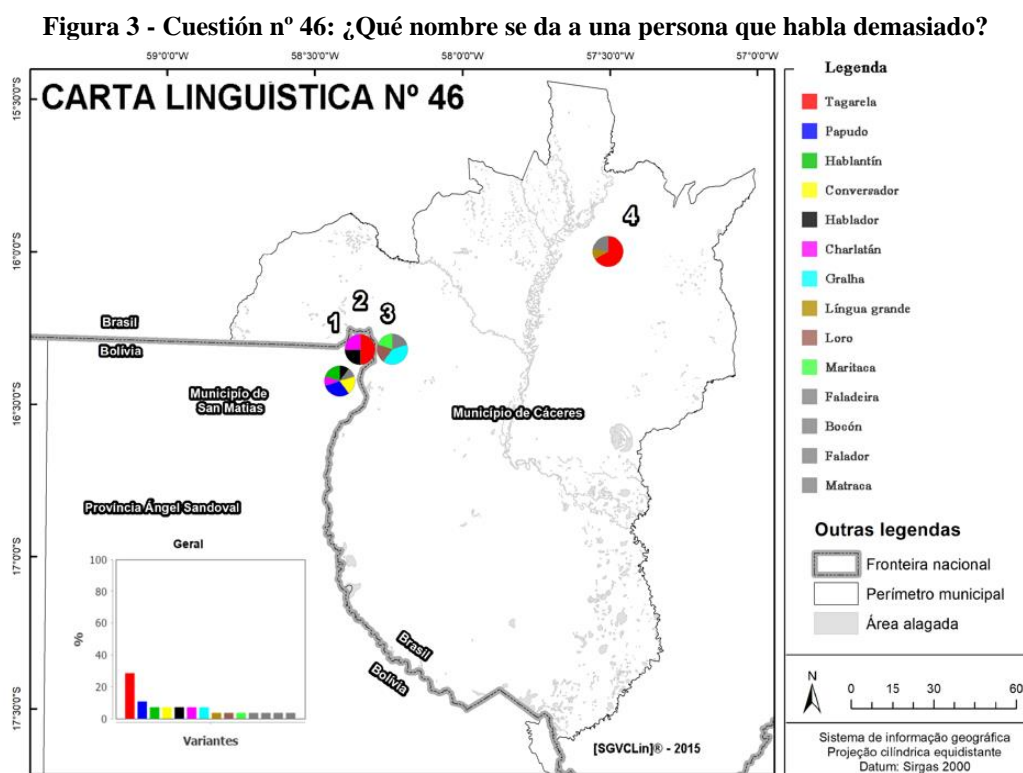 Figura 3 - Cuestión nº 46: ¿Qué nombre se da a una persona que habla demasiado?
59°0'0"W
58°30'0"W
58°0'0"W
57°30'0"W
57°0'0"W
15°30'0"S
16°0'0"S
16°30'0"S
17°0'0"S
17°30'0"S
CARTA LINGUÍSTICA Nº 46
4
2
3
1
Brasil
Bolívia
Município de
San Matias
Município de Cáceres
Província Ángel Sandoval
Brasil
Bolívia
Geral
100
80
60
40
20
0
%
Variantes
[SGVCLin]® - 2015
Legenda
Tagarela
Papudo
Hablantín
Conversador
Hablador
Charlatán
Gralha
Língua grande
Loro
Maritaca
Faladeira
Bocón
Falador
Matraca
Outras legendas
Fronteira nacional
Perímetro municipal
Área alagada
N
0 15 30 60
Sistema de informação geográfica
Projeção cilíndrica equidistante
Datum: Sirgas 2000